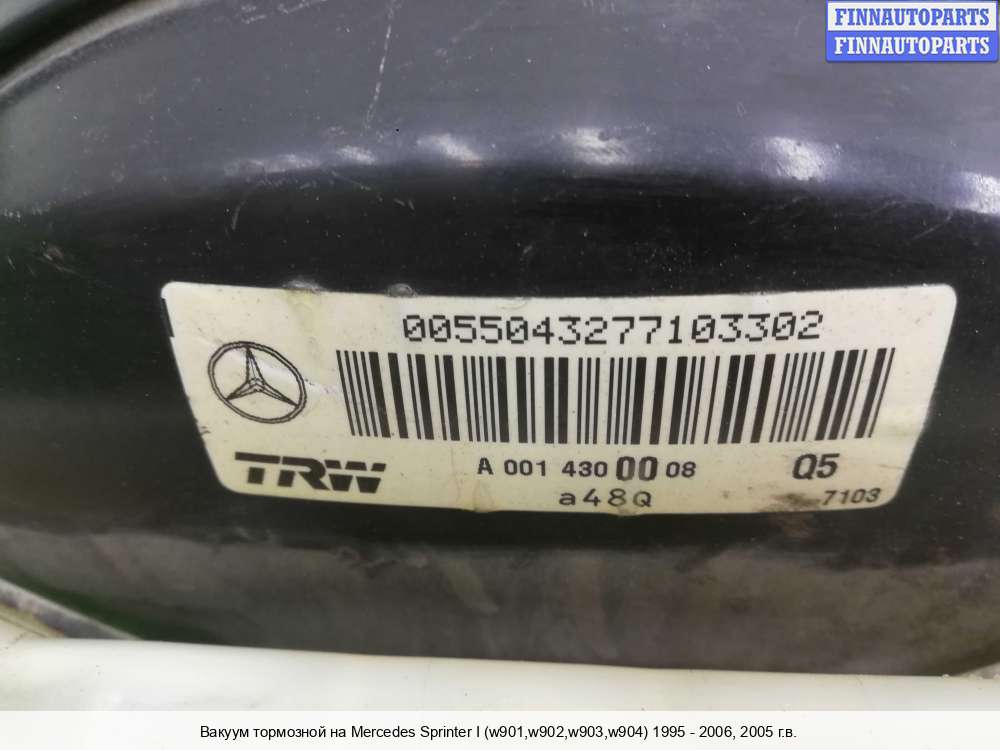 FINNAUTOPARTS
FINNAUTOPARTS
0055043277103302
TRW
A 001 430 00 08
Q5
a48Q
7103
Вакуум тормозной на Mercedes Sprinter I (w901,w902,w903,w904) 1995 - 2006, 2005 г.в.